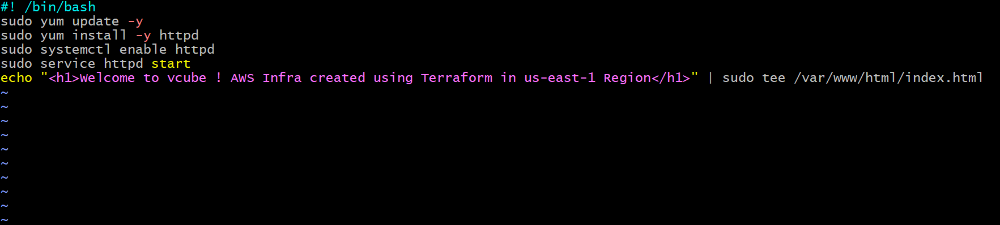 #! /bin/bash
sudo yum update -y
sudo yum install -y httpd
sudo systemctl enable httpd
sudo service httpd start
echo "<h1>Welcome to vcube ! AWS Infra created using Terraform in us-east-1 Region</h1>" | sudo tee /var/www/html/index.html
~
~
~
~
~
~
~
~
~
~